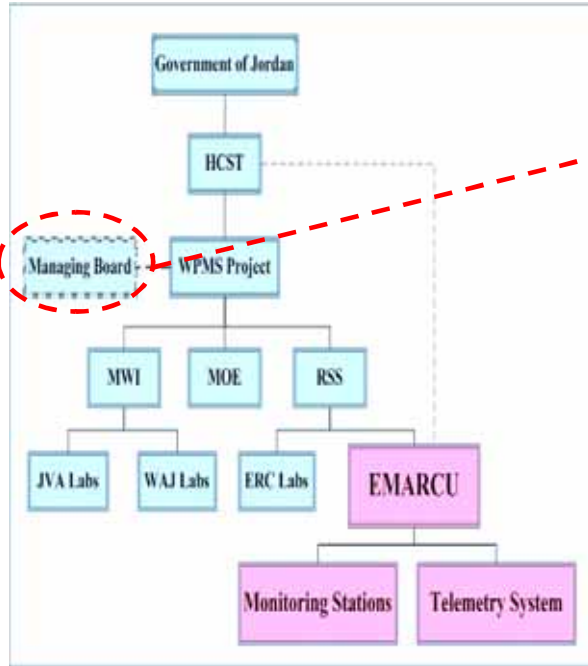 Government of Jordan
HCST
Managing Board
WPMS Project
MWI
MOE
RSS
JVA Labs
WAJ Labs
ERC Labs
EMARCU
Monitoring Stations
Telemetry System